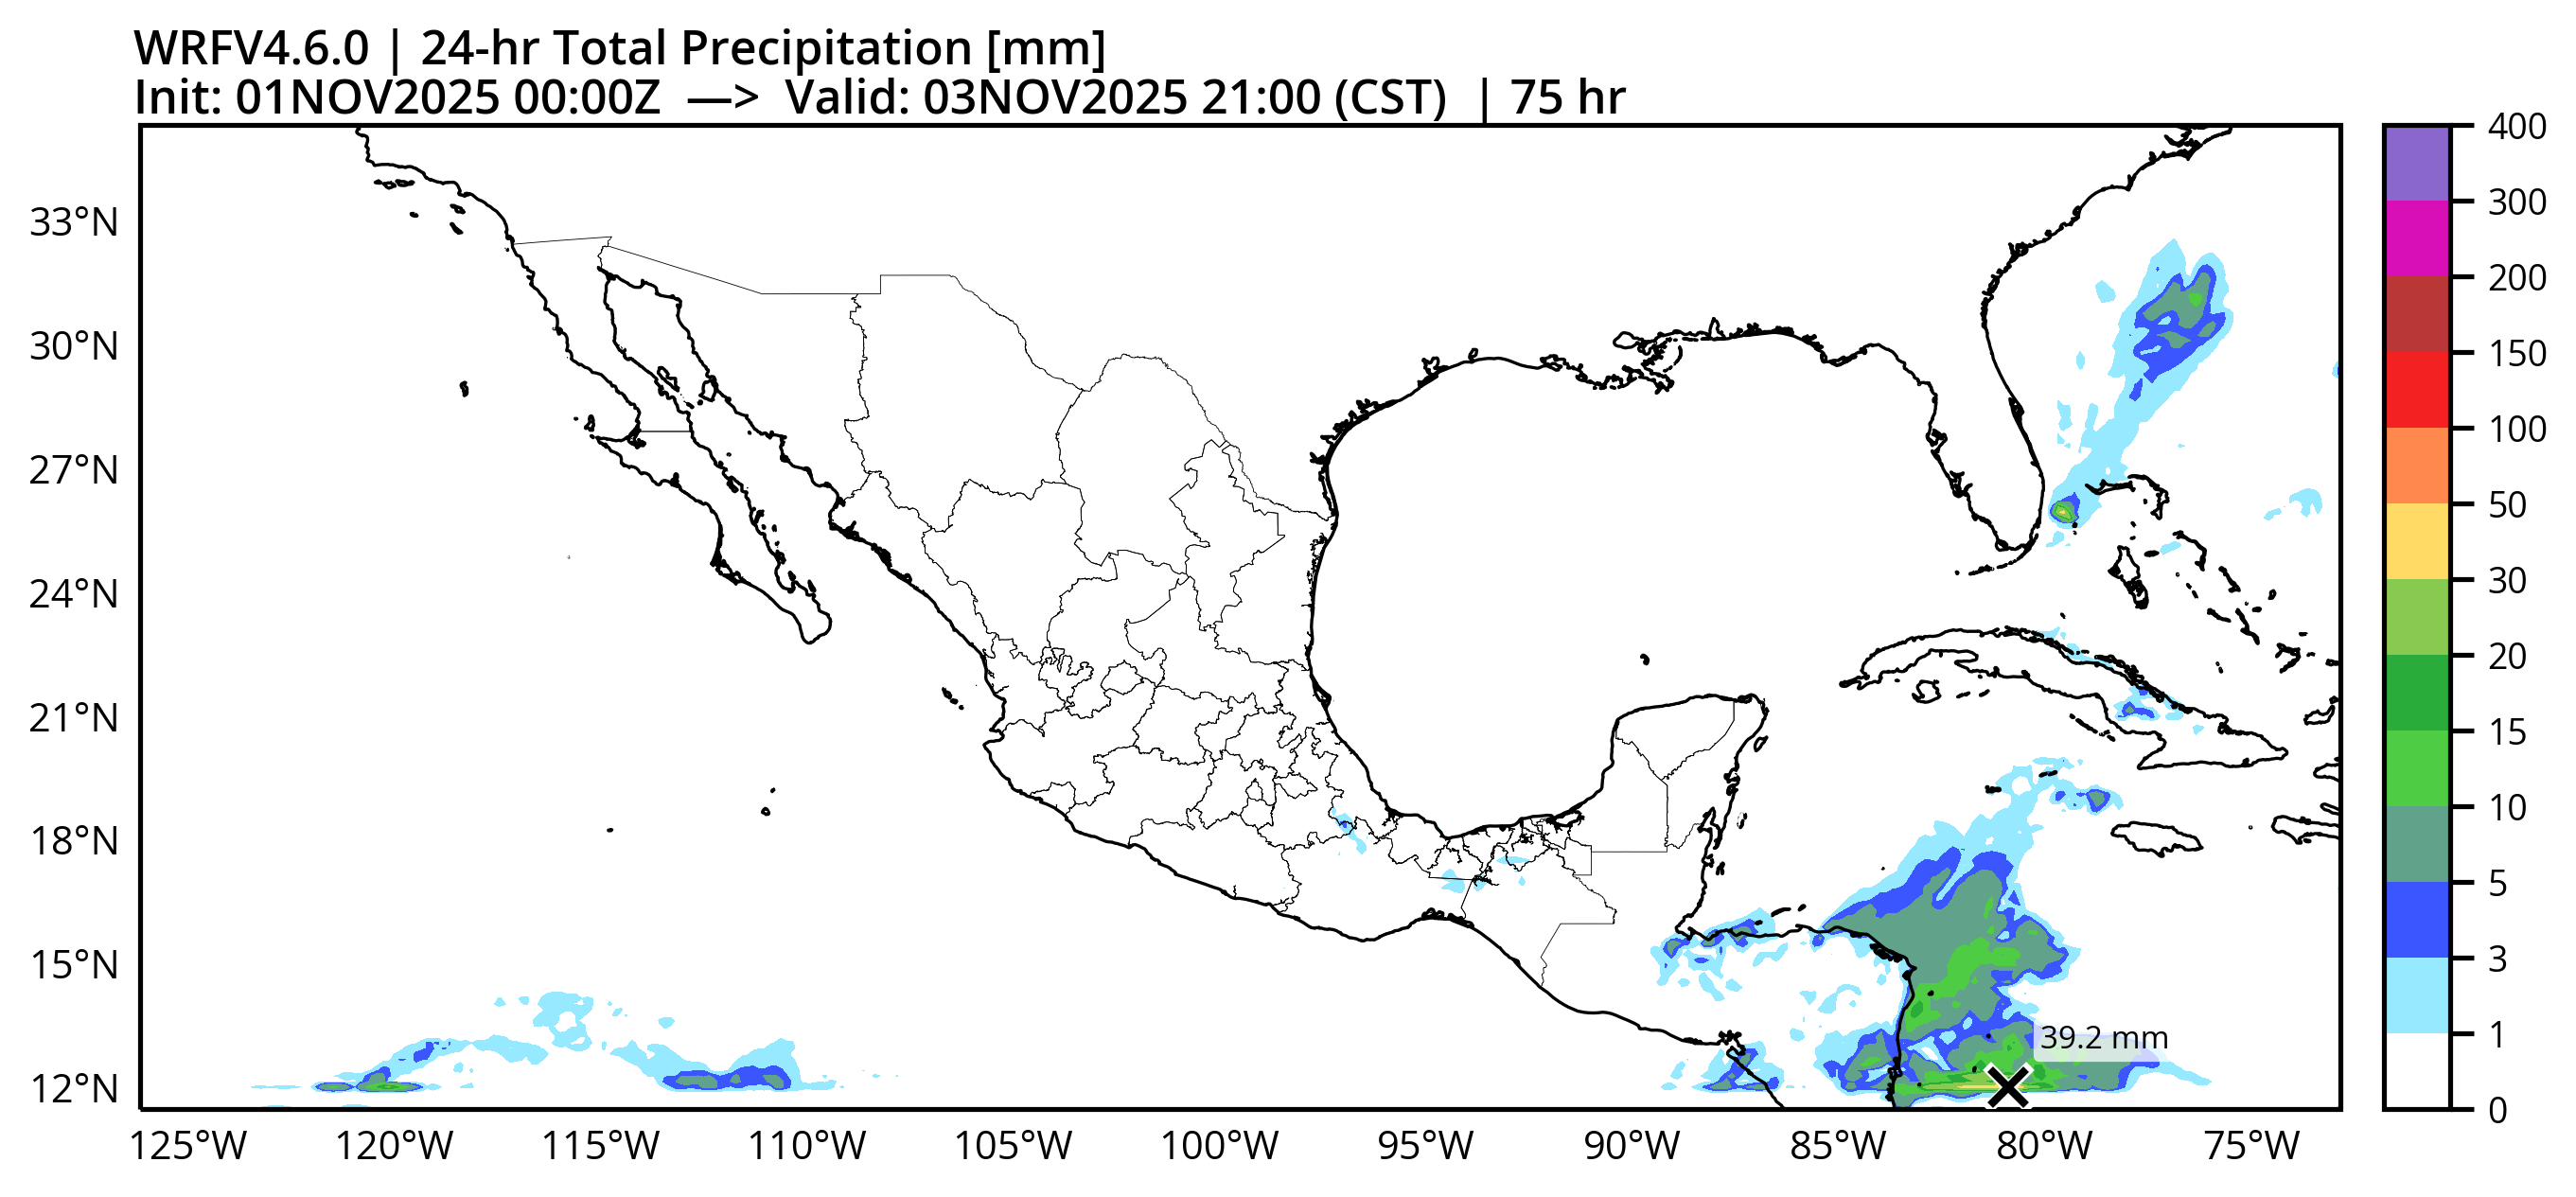 WRFV4.6.0 | 24-hr Total Precipitation [mm]
Init: 01NOV2025 00:00Z —> Valid: 03NOV2025 21:00 (CST) | 75 hr
33°N
30°N
27°N
24°N
21°N
18°N
15°N
12°N
125°W 120°W 115°W 110°W 105°W 100°W 95°W 90°W 85°W 80°W 75°W
39.2 mm
400
300
200
150
100
50
30
20
15
10
5
3
1
0